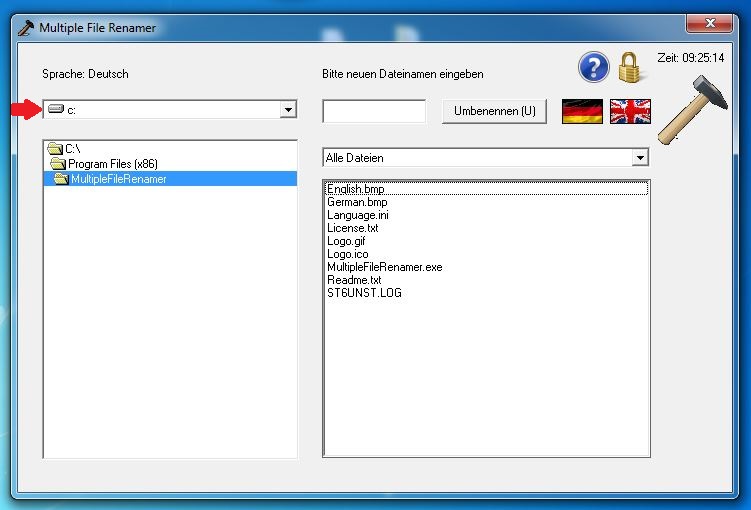 Multiple File Renamer
Zeit: 09:25:14
Sprache: Deutsch
Bitte neuen Dateinamen eingeben
c:
Umbenennen (U)
Alle Dateien
C:\
Program Files (x86)
MultipleFileRenamer
English.bmp
German.bmp
Language.ini
License.txt
Logo.gif
Logo.ico
MultipleFileRenamer.exe
Readme.txt
ST6UNST.LOG